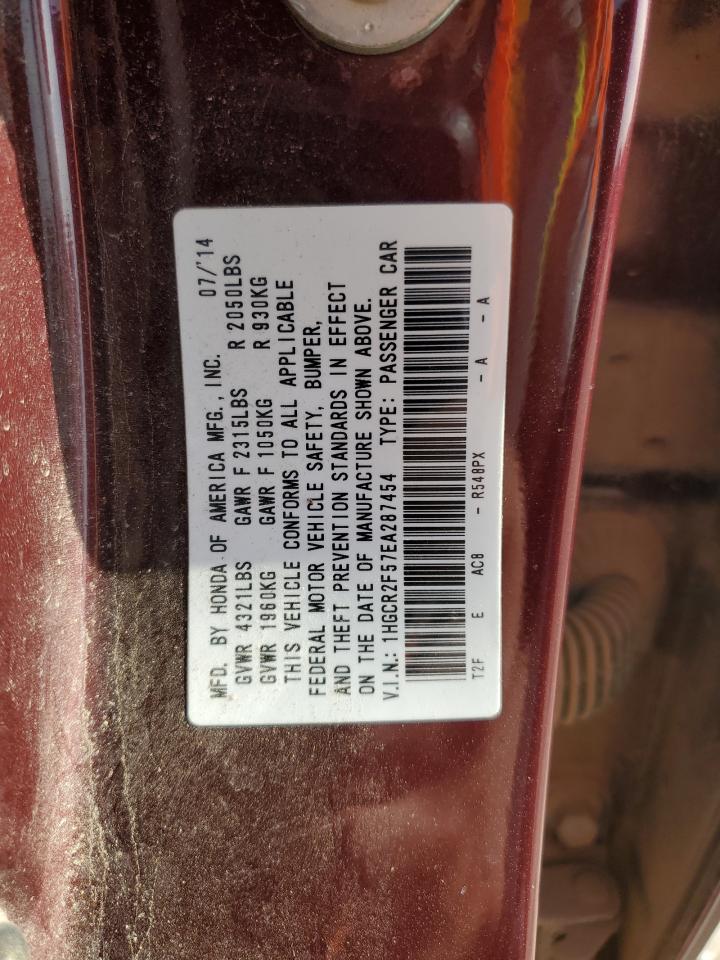 MFD. BY HONDA OF AMERICA MFG., INC. 07/'14
GVWR 4321LBS GAWR F 2315LBS R 2050LBS
GVWR 1960KG GAWR F 1050KG R 930KG
THIS VEHICLE CONFORMS TO ALL APPLICABLE
FEDERAL MOTOR VEHICLE SAFETY, BUMPER,
AND THEFT PREVENTION STANDARDS IN EFFECT
ON THE DATE OF MANUFACTURE SHOWN ABOVE.
V.I.N.: 1HGCR2F57EA287454 TYPE: PASSENGER CAR
T2F E AC8 - R548PX - A - A